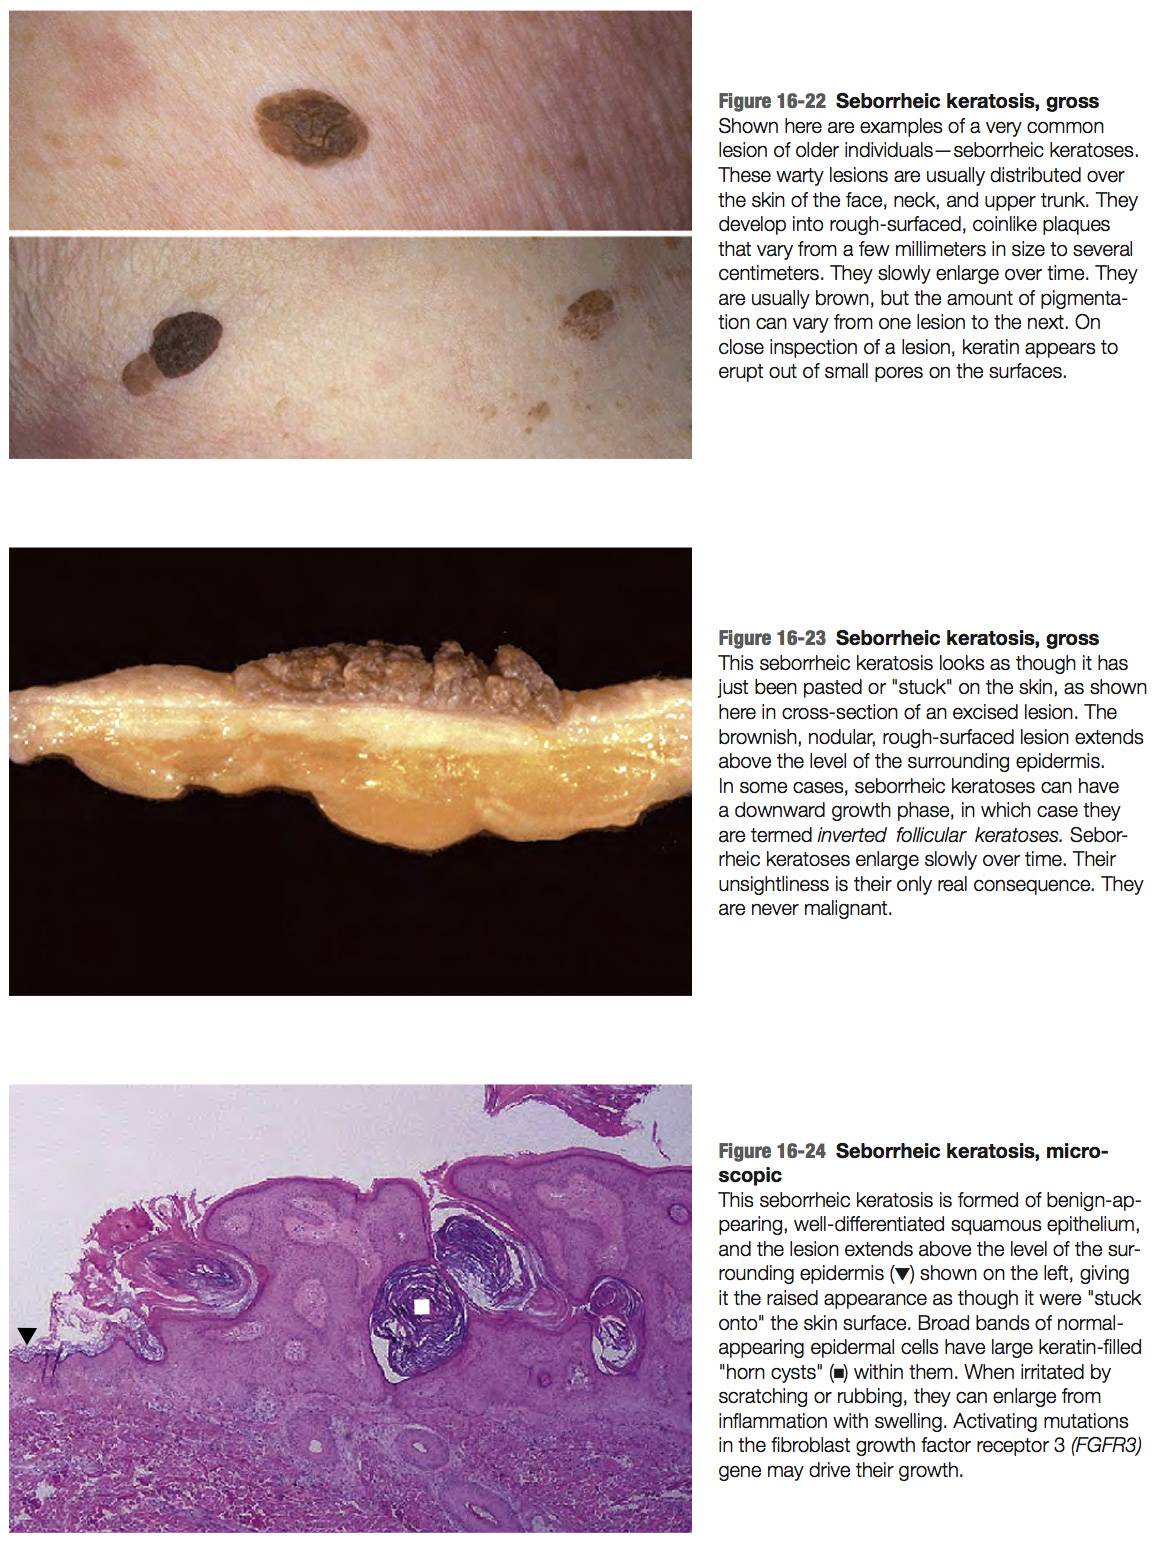 Figure 16-22 Seborrheic keratosis, gross
Shown here are examples of a very common
lesion of older individuals—seborrheic keratoses.
These warty lesions are usually distributed over
the skin of the face, neck, and upper trunk. They
develop into rough-surfaced, coinlike plaques
that vary from a few millimeters in size to several
centimeters. They slowly enlarge over time. They
are usually brown, but the amount of pigmenta-
tion can vary from one lesion to the next. On
close inspection of a lesion, keratin appears to
erupt out of small pores on the surfaces.
Figure 16-23 Seborrheic keratosis, gross
This seborrheic keratosis looks as though it has
just been pasted or "stuck" on the skin, as shown
here in cross-section of an excised lesion. The
brownish, nodular, rough-surfaced lesion extends
above the level of the surrounding epidermis.
In some cases, seborrheic keratoses can have
a downward growth phase, in which case they
are termed inverted follicular keratoses. Sebor-
rheic keratoses enlarge slowly over time. Their
unsightliness is their only real consequence. They
are never malignant.
Figure 16-24 Seborrheic keratosis, micro-
scopic
This seborrheic keratosis is formed of benign-ap-
pearing, well-differentiated squamous epithelium,
and the lesion extends above the level of the sur-
rounding epidermis (▼) shown on the left, giving
it the raised appearance as though it were "stuck
onto" the skin surface. Broad bands of normal-
appearing epidermal cells have large keratin-filled
"horn cysts" (■) within them. When irritated by
scratching or rubbing, they can enlarge from
inflammation with swelling. Activating mutations
in the fibroblast growth factor receptor 3 (FGFR3)
gene may drive their growth.